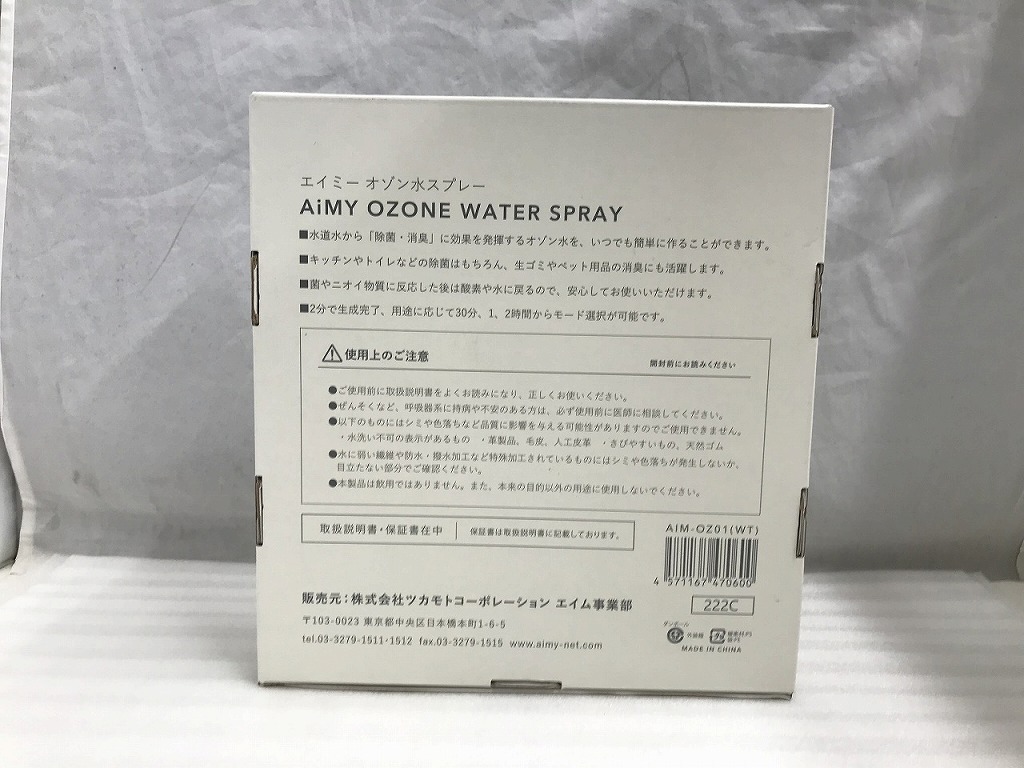 エイミー オゾン水スプレー
AiMY OZONE WATER SPRAY
■水道水から「除菌・消臭」に効果を発揮するオゾン水を、いつでも簡単に作ることができます。
■キッチンやトイレなどの除菌はもちろん、生ゴミやペット用品の消臭にも活躍します。
■菌やニオイ物質に反応した後は酸素や水に戻るので、安心してお使いいただけます。
■2分で生成完了、用途に応じて30分、1、2時間からモード選択が可能です。
使用上のご注意
開封前にお読みください
●ご使用前に取扱説明書をよくお読みになり、正しくお使いください。
●ぜんそくなど、呼吸器系に持病や不安のある方は、必ず使用前に医師に相談してください。
●以下のものにはシミや色落ちなど品質に影響を与える可能性がありますのでご使用できません。
・水洗い不可の表示があるもの ・革製品、毛皮、人工皮革 ・さびやすいもの、天然ゴム
●水に弱い繊維や防水・撥水加工など特殊加工されているものにはシミや色落ちが発生しないか、
目立たない部分でご確認ください。
●本製品は飲用ではありません。また、本来の目的以外の用途に使用しないでください。
取扱説明書・保証書在中
保証書は取扱説明書に記載しております。
AIM-OZ01(WT)
4 571167 470600
222C
販売元：株式会社ツカモトコーポレーション エイム事業部
〒103-0023 東京都中央区日本橋本町1-6-5
tel.03-3279-1511・1512 fax.03-3279-1515 www.aimy-net.com
ダンボール
外装箱
プラ
MADE IN CHINA